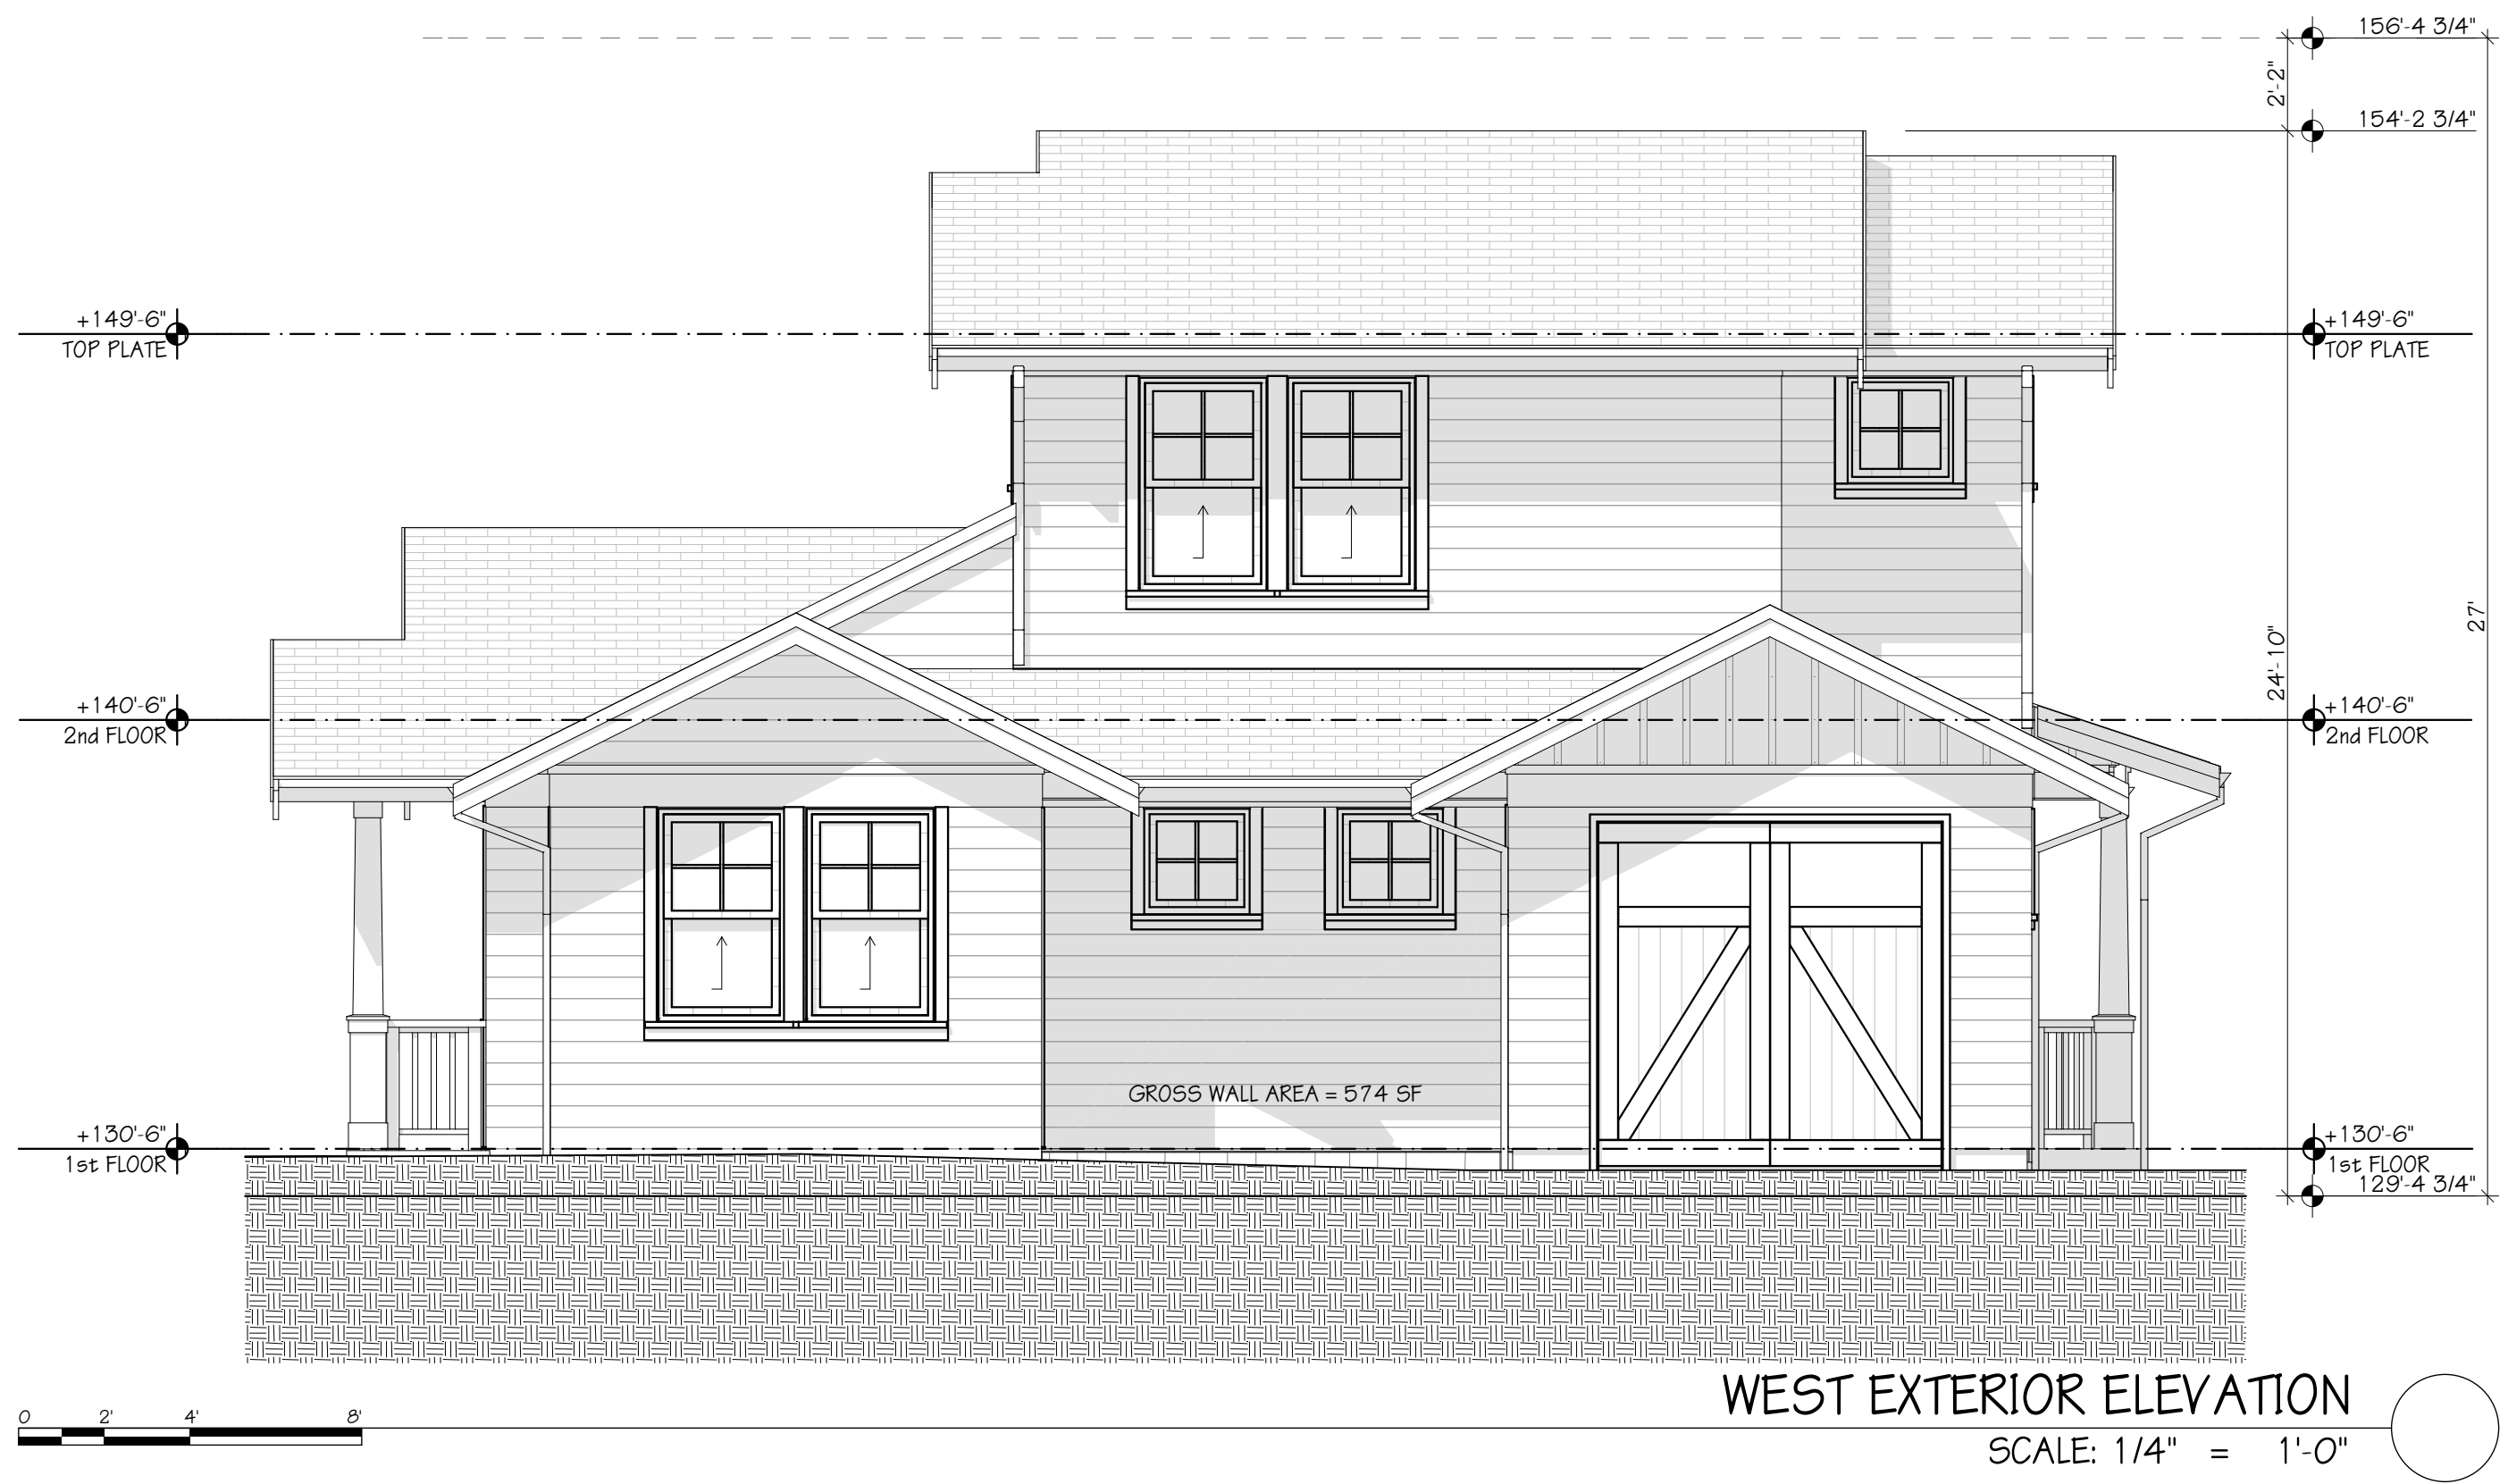 156'-4 3/4"
2'-2"
154'-2 3/4"
+149'-6"
TOP PLATE
+149'-6"
TOP PLATE
27'
24'-10"
+140'-6"
2nd FLOOR
+140'-6"
2nd FLOOR
GROSS WALL AREA = 574 SF
+130'-6"
1st FLOOR
+130'-6"
1st FLOOR
129'-4 3/4"
WEST EXTERIOR ELEVATION
0 2' 4' 8'
SCALE: 1/4" = 1'-0"